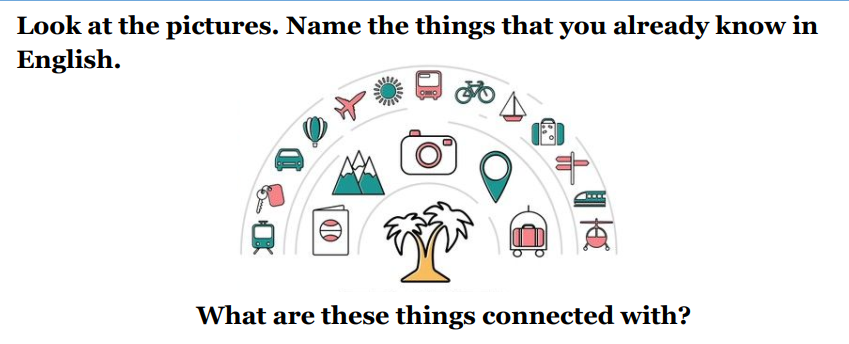 Look at the pictures. Name the things that you already know in
English.
What are these things connected with?